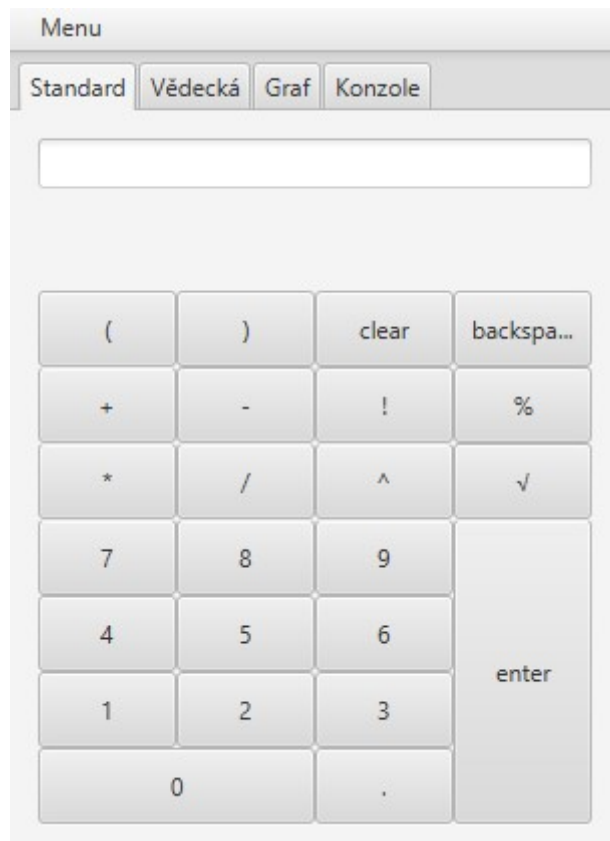 Menu
Standard Vědecká Graf Konzole
( ) clear backspa...
+ - ! %
* / ^ √
7 8 9
4 5 6
enter
1 2 3
0 .